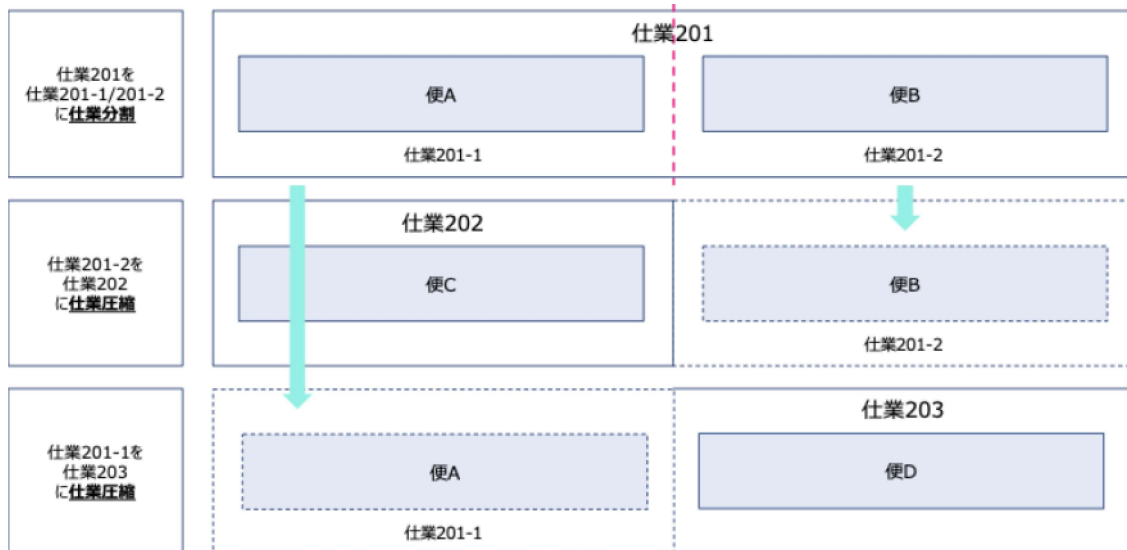 仕業201を
仕業201-1/201-2
に仕業分割
仕業201
便A
便B
仕業201-1
仕業201-2
仕業201-2を
仕業202
に仕業圧縮
仕業202
便C
便B
仕業201-2
仕業201-1を
仕業203
に仕業圧縮
仕業203
便A
便D
仕業201-1